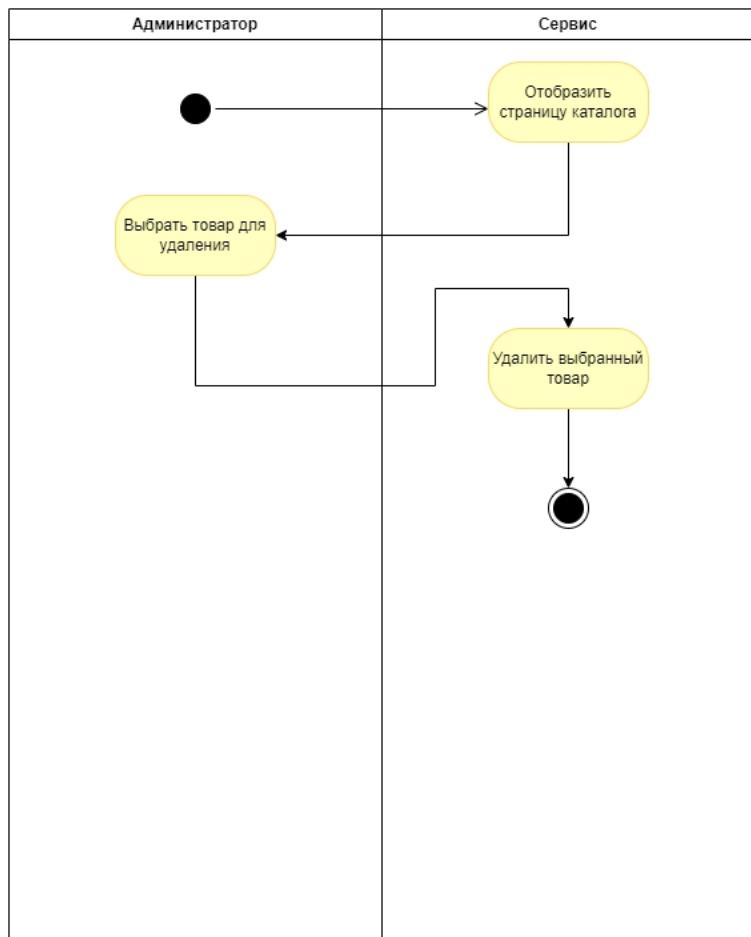 Администратор
Сервис
Отобразить
страницу каталога
Выбрать товар для
удаления
Удалить выбранный
товар